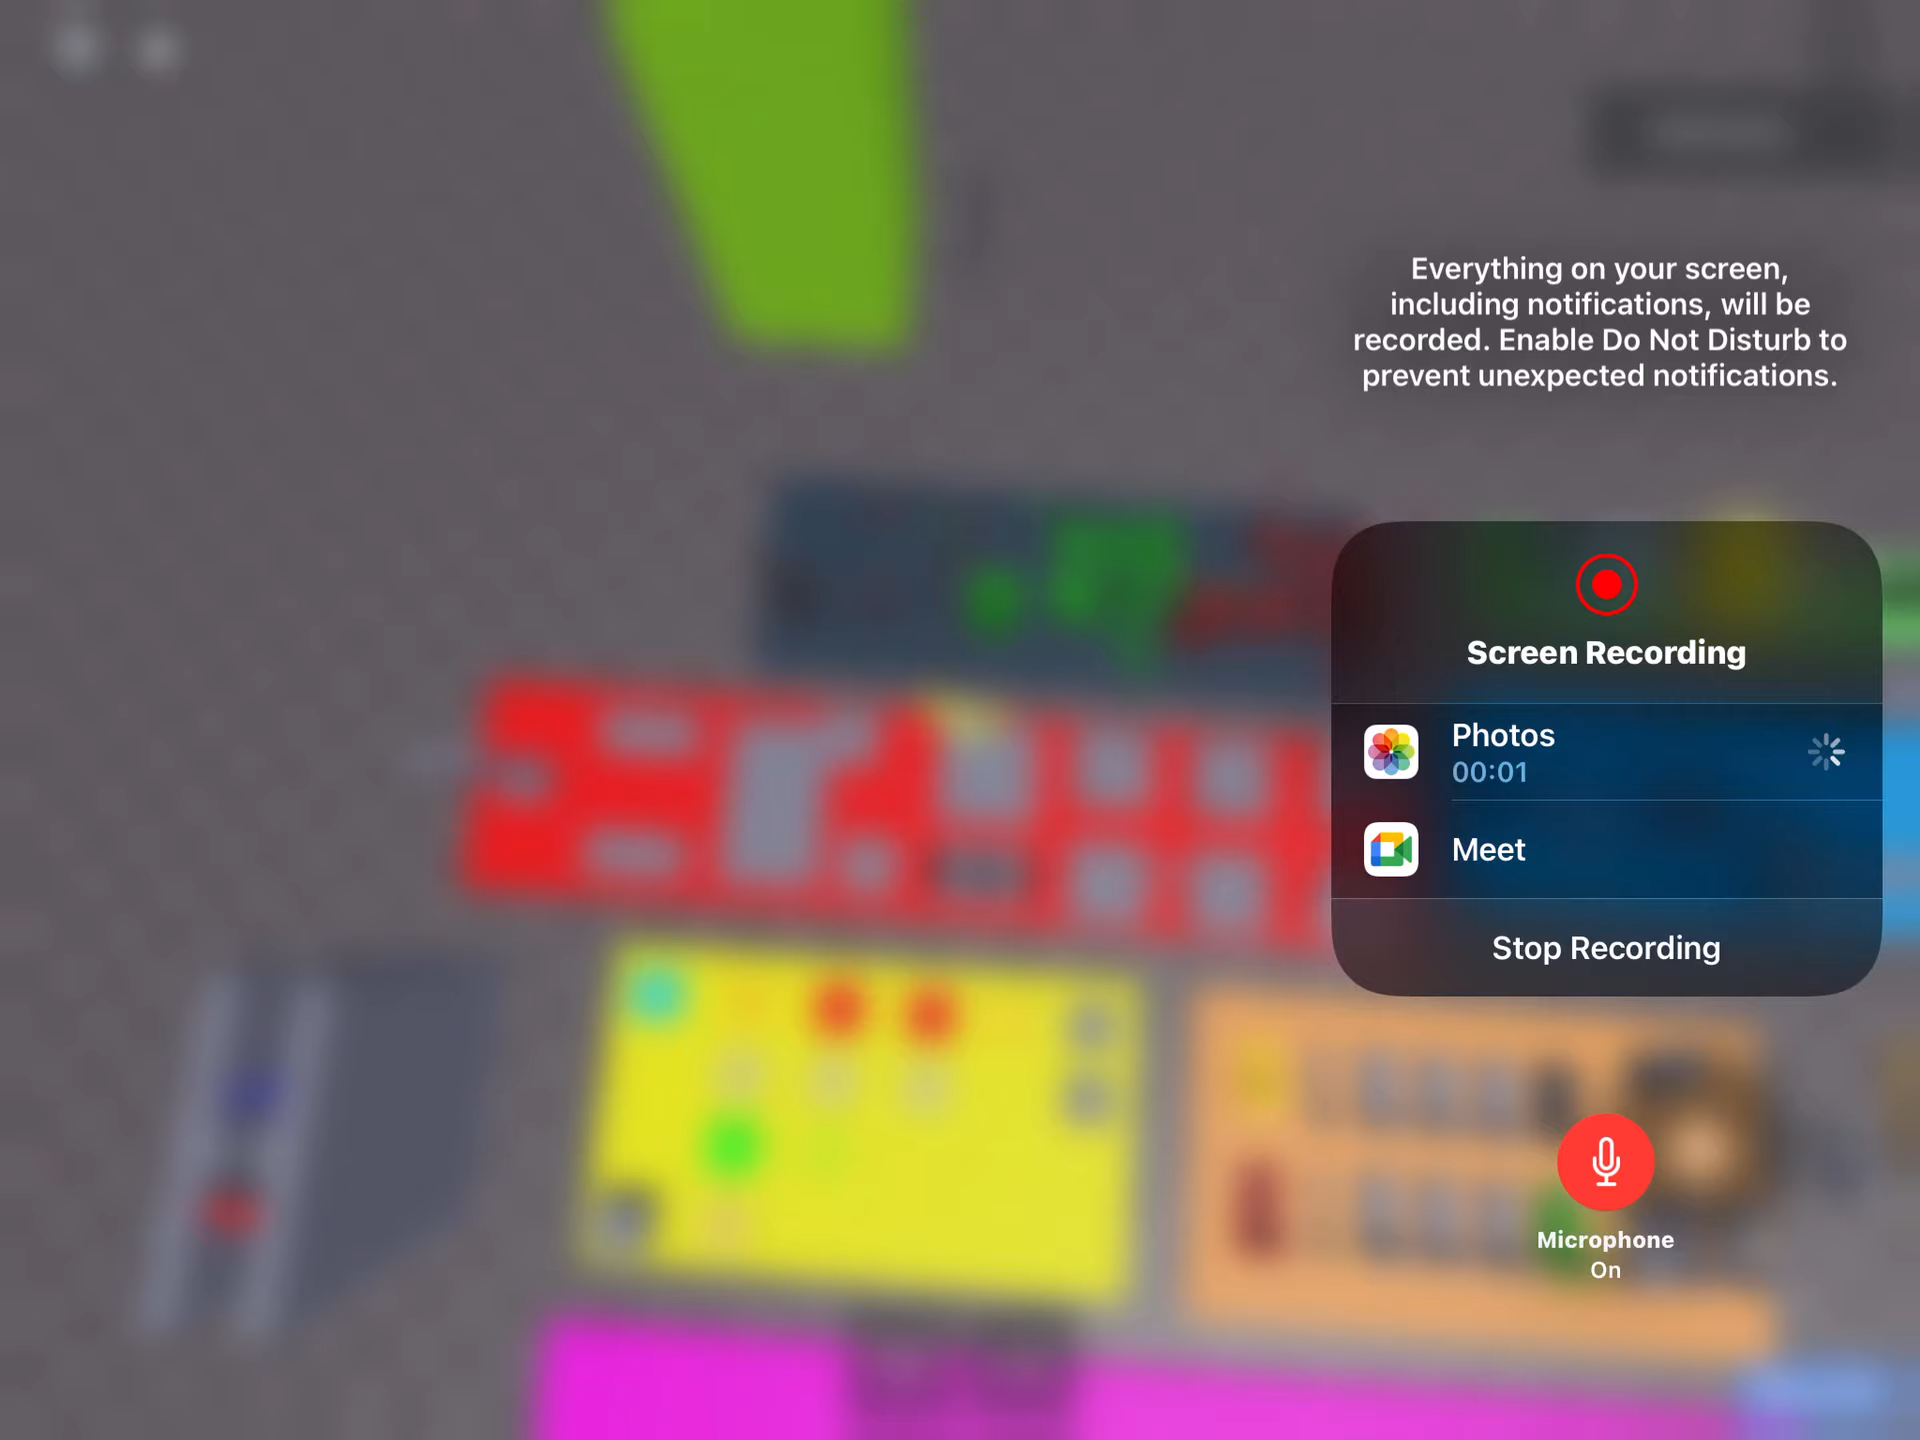 Everything on your screen,
including notifications, will be
recorded. Enable Do Not Disturb to
prevent unexpected notifications.
Screen Recording
Photos
00:01
Meet
Stop Recording
Microphone
On